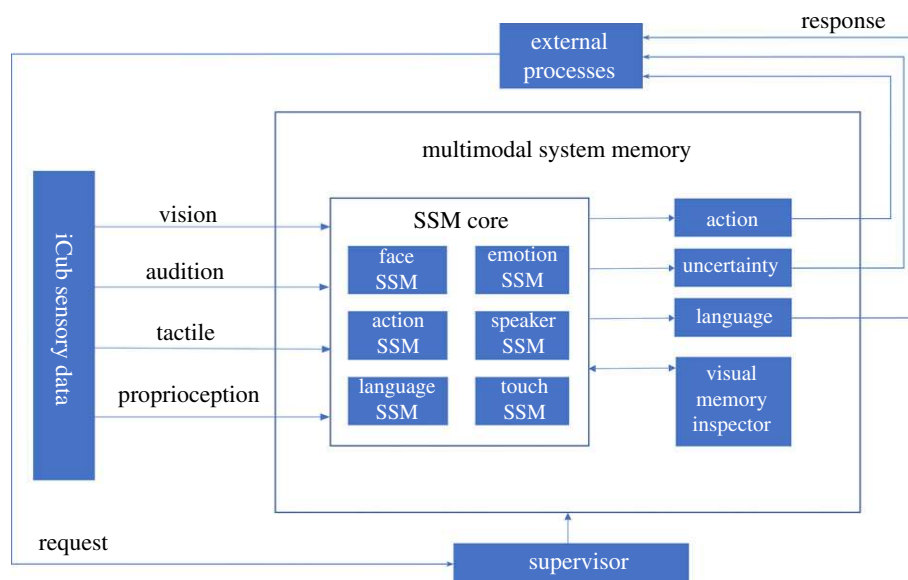 response
external
processes
multimodal system memory
iCub sensory data
vision
audition
tactile
proprioception
SSM core
face
SSM
emotion
SSM
action
SSM
speaker
SSM
language
SSM
touch
SSM
action
uncertainty
language
visual
memory
inspector
request
supervisor